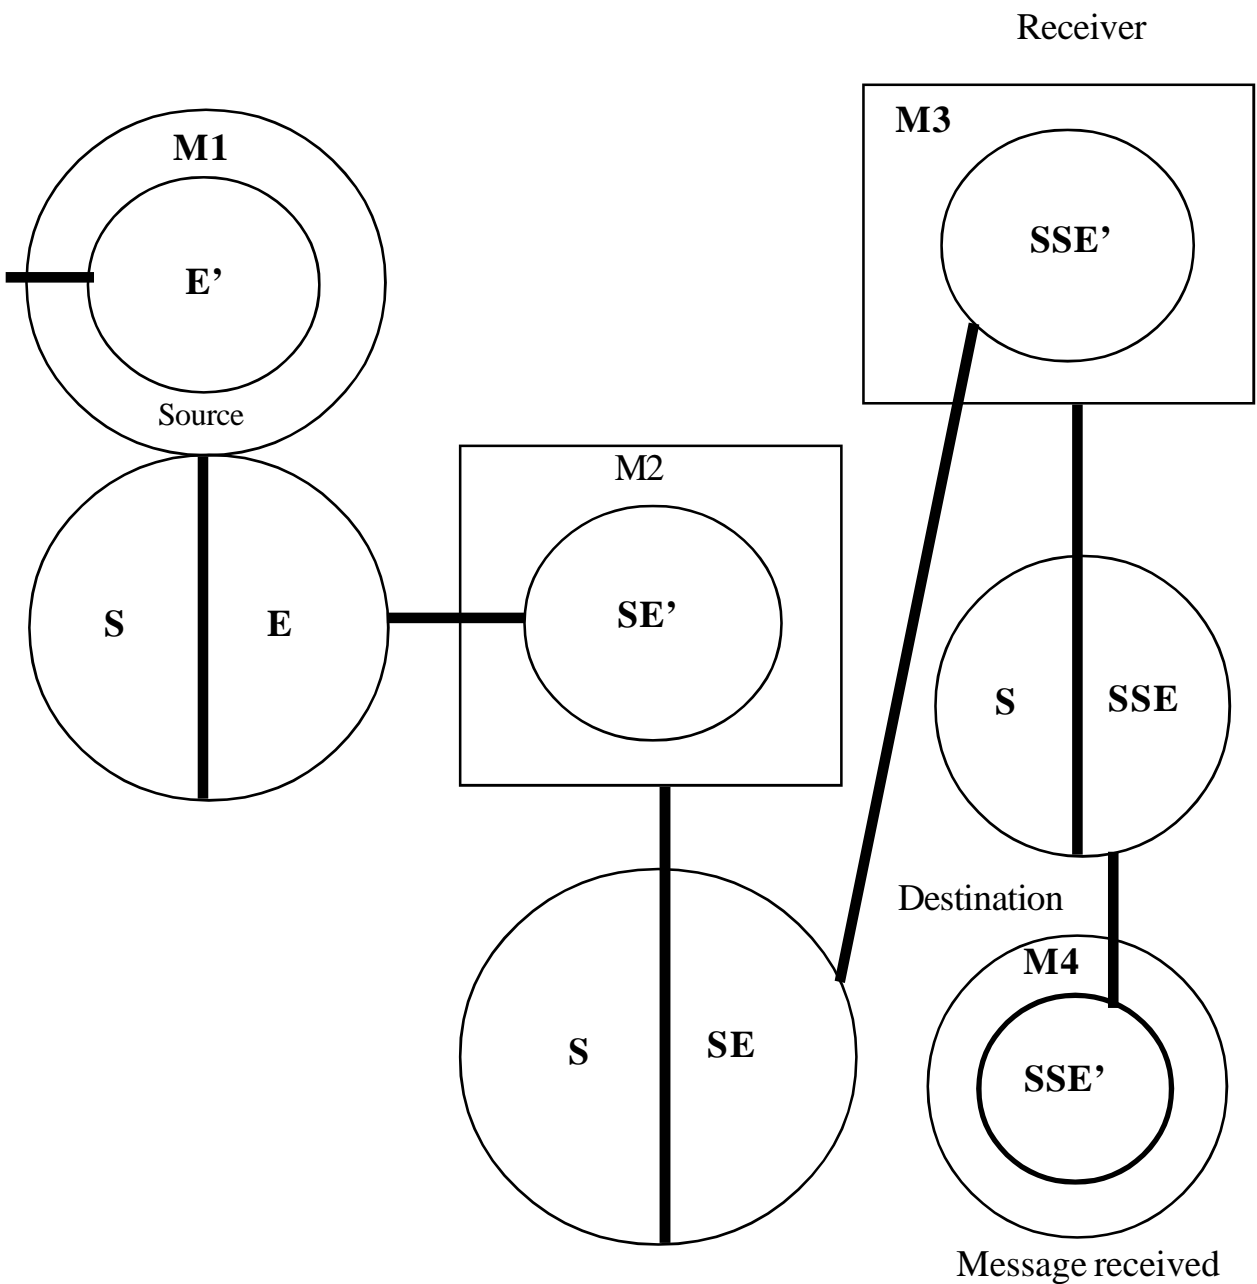 Receiver
M3
M1
SSE’
E’
Source
M2
SE’
S
E
S
SSE
Destination
M4
S
SE
SSE’
Message received